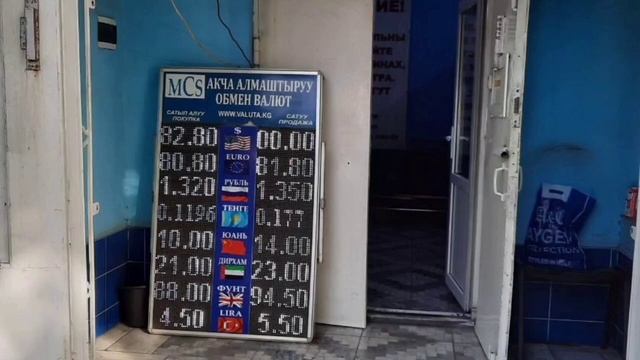 ИЕ!
MCS
АКЧА АЛМАШТЫРУУ
ОБМЕН ВАЛЮТ
WWW.VALUTA.KG
САТЫП АЛУУ
ПОКУПКА
САТУУ
ПРОДАЖА
82.80 $ 00.00
80.80 EURO 81.80
1.320 РУБЛЬ 1.350
0.1196 ТЕНГЕ 0.177
10.00 ЮАНЬ 14.00
21.00 ДИРХАМ 23.00
88.00 ФУНТ 94.50
4.50 LIRA 5.50